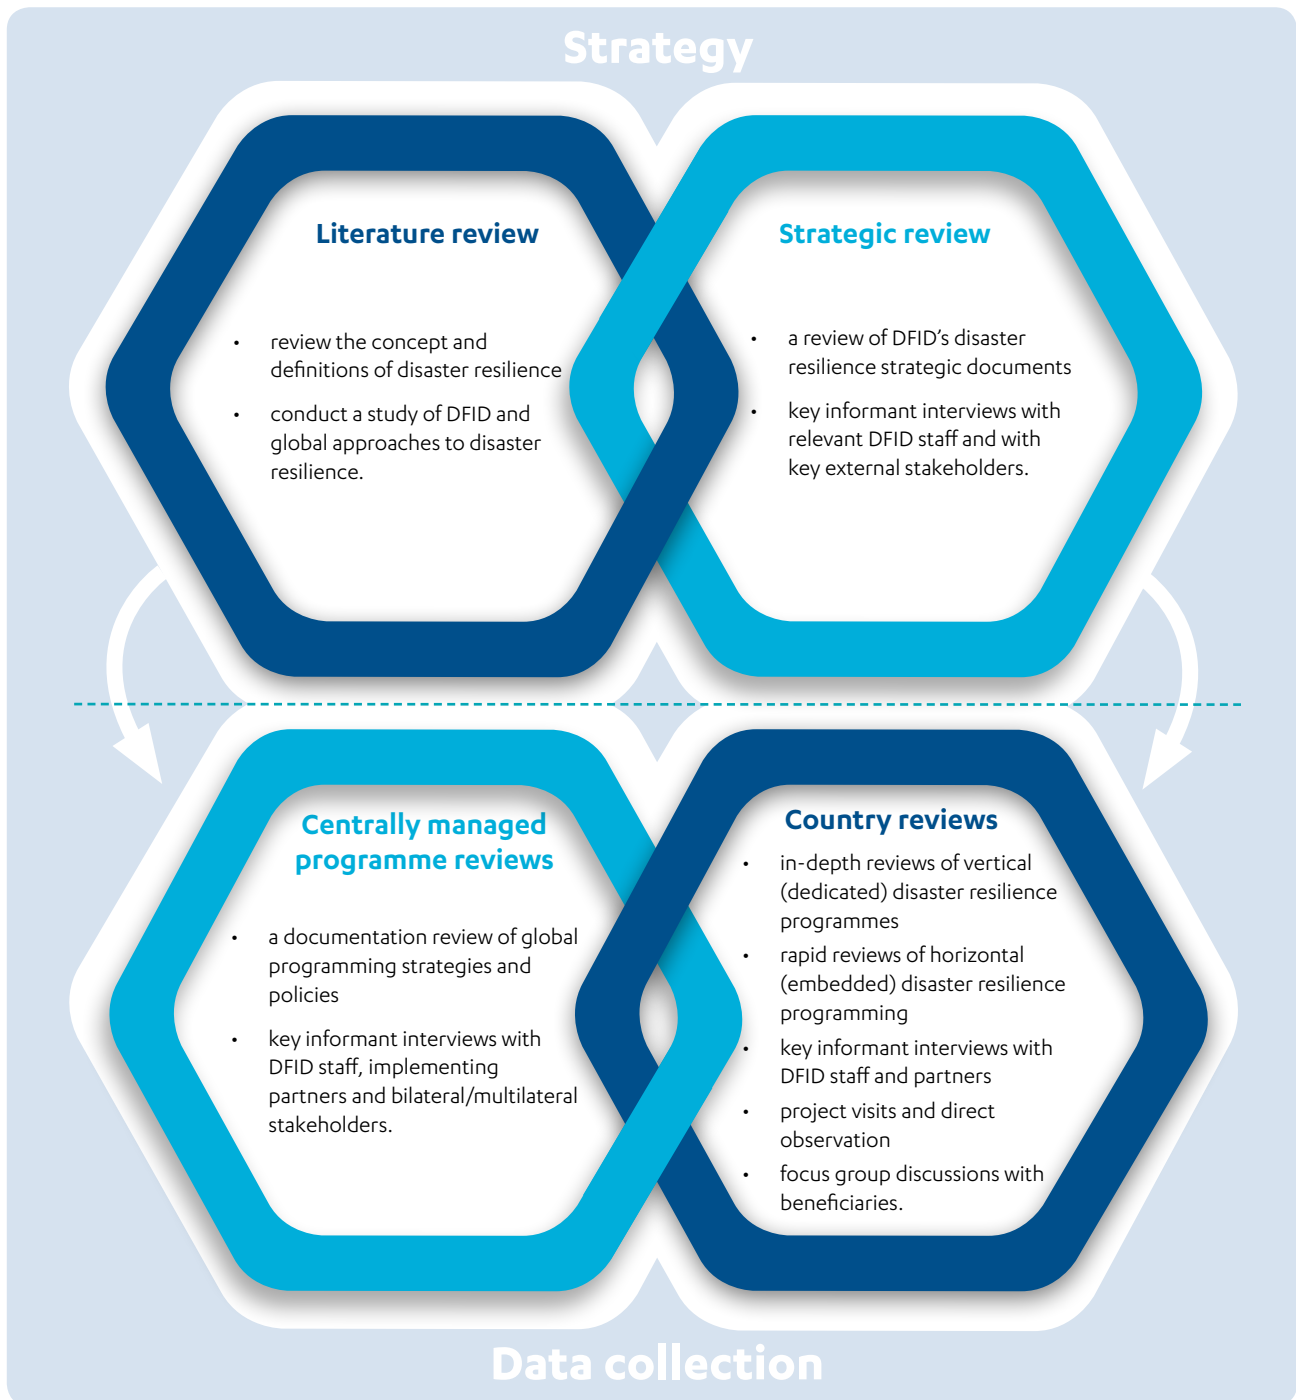 Strategy
Literature review
• review the concept and
definitions of disaster resilience
• conduct a study of DFID and
global approaches to disaster
resilience.
Strategic review
• a review of DFID’s disaster
resilience strategic documents
• key informant interviews with
relevant DFID staff and with
key external stakeholders.
Centrally managed
programme reviews
• a documentation review of global
programming strategies and
policies
• key informant interviews with
DFID staff, implementing
partners and bilateral/multilateral
stakeholders.
Country reviews
• in-depth reviews of vertical
(dedicated) disaster resilience
programmes
• rapid reviews of horizontal
(embedded) disaster resilience
programming
• key informant interviews with
DFID staff and partners
• project visits and direct
observation
• focus group discussions with
beneficiaries.
Data collection